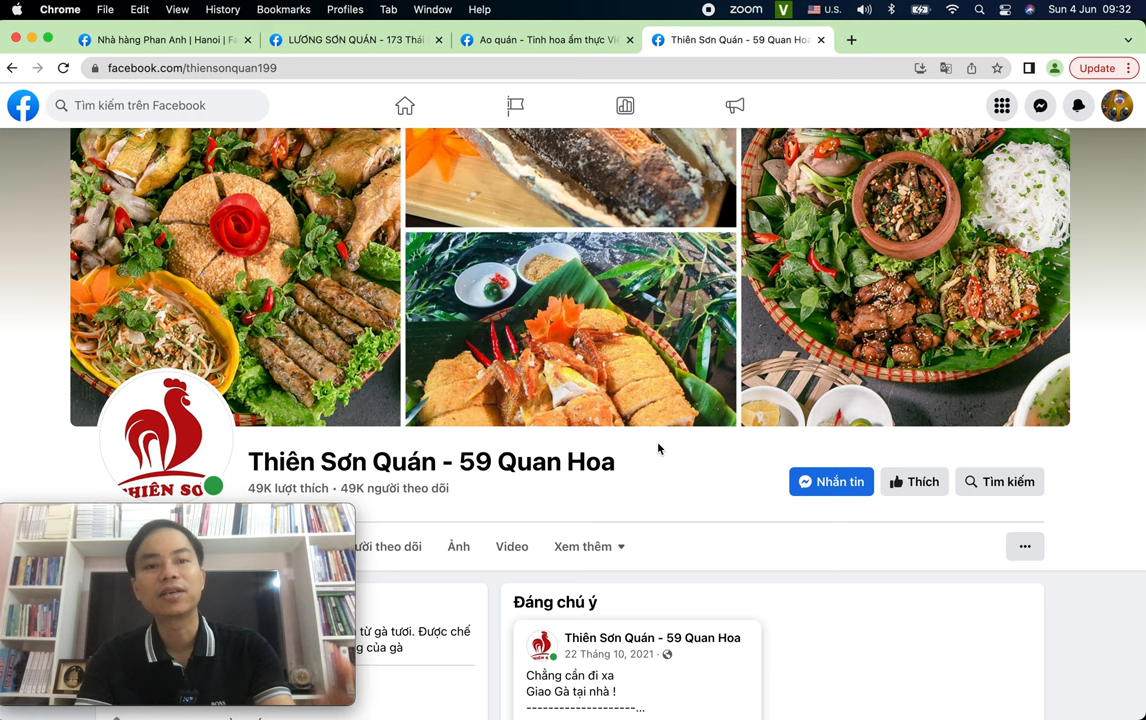 Chrome File Edit View History Bookmarks Profiles Tab Window Help zoom V U.S. Sun 4 Jun 09:32
Nhà hàng Phan Anh | Hanoi | F LƯƠNG SƠN QUÁN - 173 Thái Ao quán - Tinh hoa ẩm thực Vi Thiên Sơn Quán - 59 Quan Ho
facebook.com/thiensonquan199 Update
Tìm kiếm trên Facebook
Thiên Sơn Quán - 59 Quan Hoa
49K lượt thích • 49K người theo dõi
Nhắn tin Thích Tìm kiếm
THIÊN SƠ
ười theo dõi Ảnh Video Xem thêm ...
Đáng chú ý
từ gà tươi. Được chế
g của gà
Thiên Sơn Quán - 59 Quan Hoa
22 Tháng 10, 2021 ·
Chẳng cần đi xa
Giao Gà tại nhà !
--------------------...
BOSS